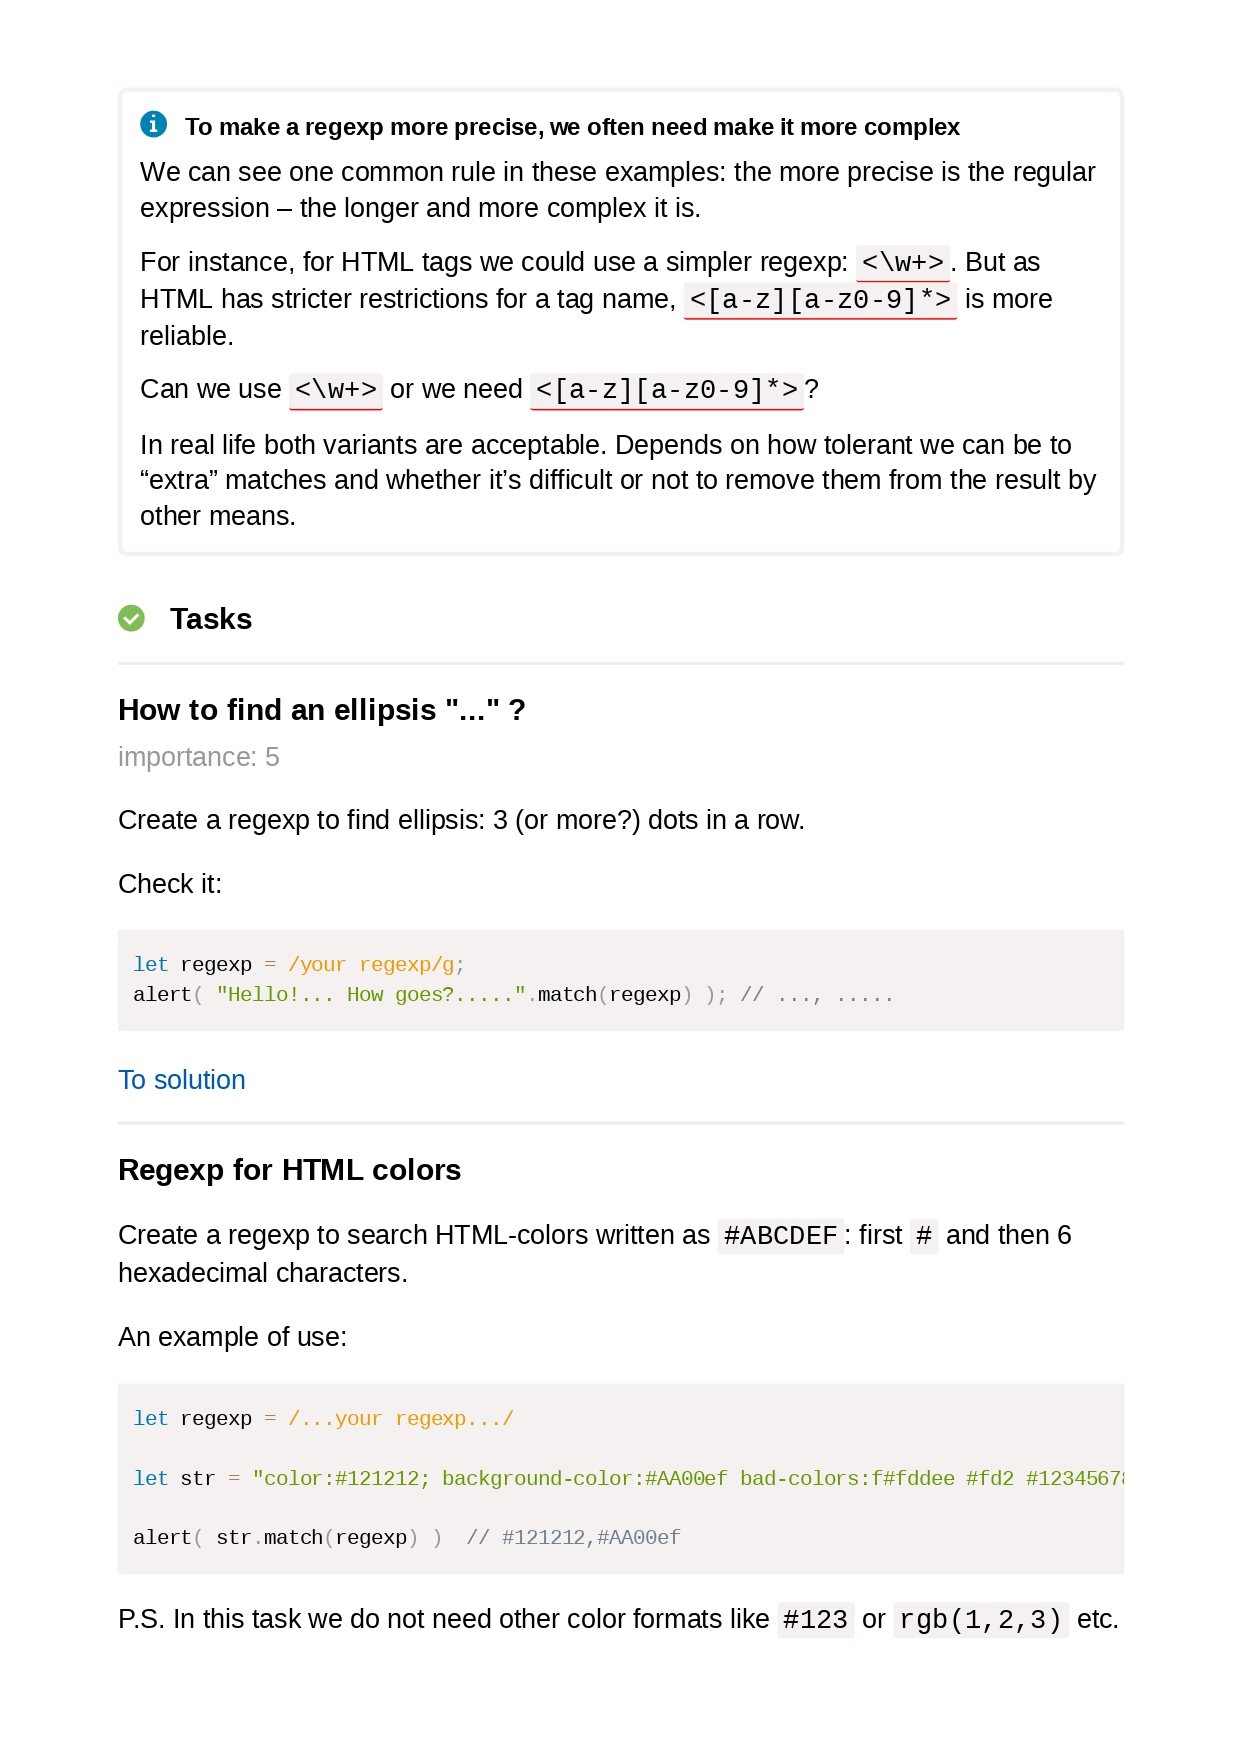 To make a regexp more precise, we often need make it more complex
We can see one common rule in these examples: the more precise is the regular
expression – the longer and more complex it is.
For instance, for HTML tags we could use a simpler regexp: <\w+>. But as
HTML has stricter restrictions for a tag name, <[a-z][a-z0-9]*> is more
reliable.
Can we use <\w+> or we need <[a-z][a-z0-9]*>?
In real life both variants are acceptable. Depends on how tolerant we can be to
“extra” matches and whether it’s difficult or not to remove them from the result by
other means.
Tasks
How to find an ellipsis "..." ?
importance: 5
Create a regexp to find ellipsis: 3 (or more?) dots in a row.
Check it:
let regexp = /your regexp/g;
alert( "Hello!... How goes?.....".match(regexp) ); // ..., .....
To solution
Regexp for HTML colors
Create a regexp to search HTML-colors written as #ABCDEF: first # and then 6
hexadecimal characters.
An example of use:
let regexp = /...your regexp.../
let str = "color:#121212; background-color:#AA00ef bad-colors:f#fddee #fd2 #12345678
alert( str.match(regexp) )  // #121212,#AA00ef
P.S. In this task we do not need other color formats like #123 or rgb(1,2,3) etc.